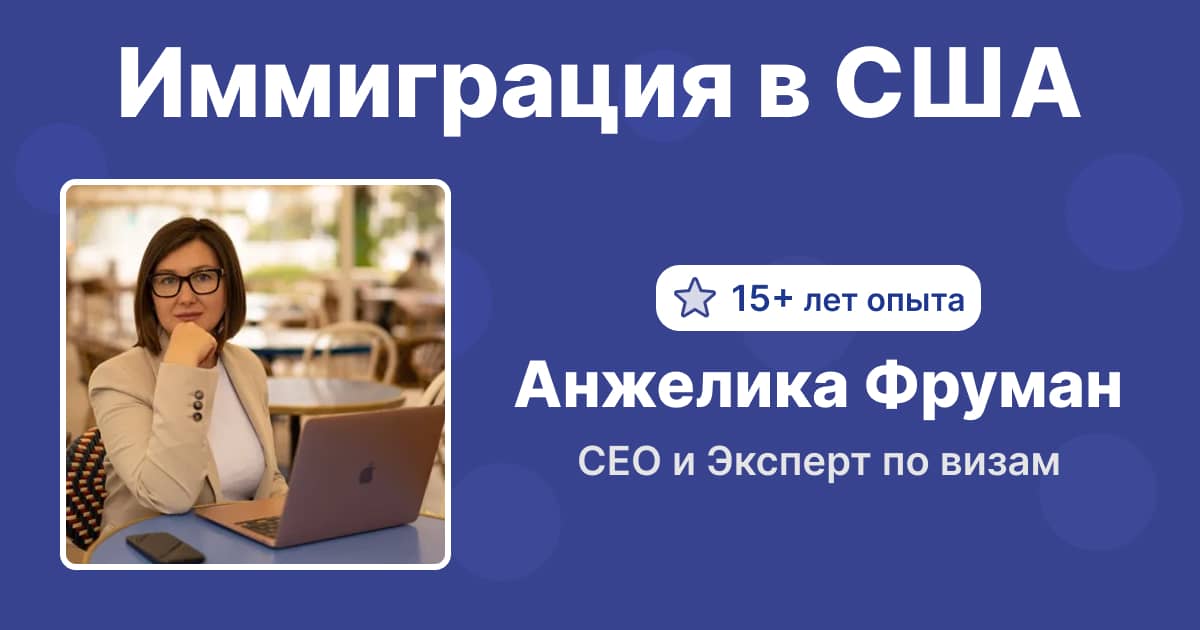 Иммиграция в США
15+ лет опыта
Анжелика Фруман
CEO и Эксперт по визам